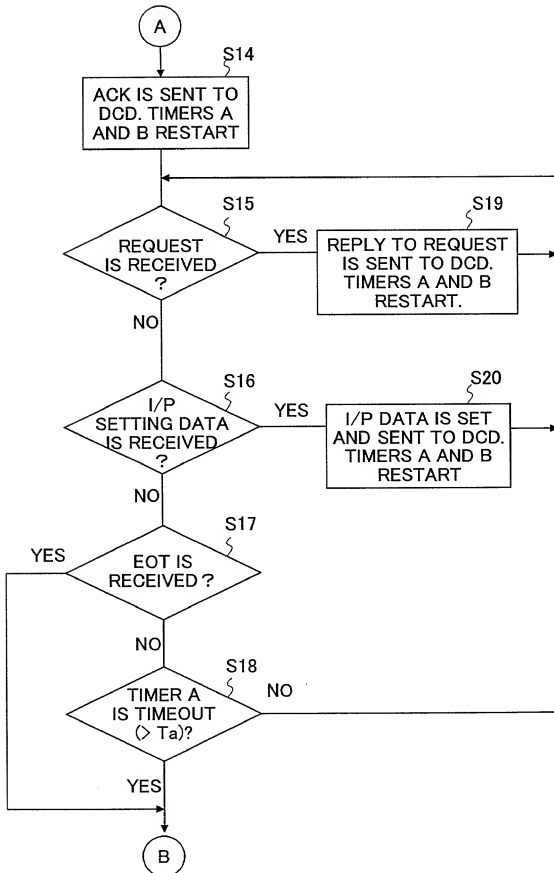 A
S14
ACK IS SENT TO
DCD. TIMERS A
AND B RESTART
S15
REQUEST
IS RECEIVED
?
YES
NO
S19
REPLY TO REQUEST
IS SENT TO DCD.
TIMERS A AND B
RESTART.
S16
I/P
SETTING DATA
IS RECEIVED
?
YES
NO
S20
I/P DATA IS SET
AND SENT TO DCD.
TIMERS A AND B
RESTART
S17
EOT IS
RECEIVED ?
YES
NO
S18
TIMER A
IS TIMEOUT
(> Ta)?
NO
YES
B